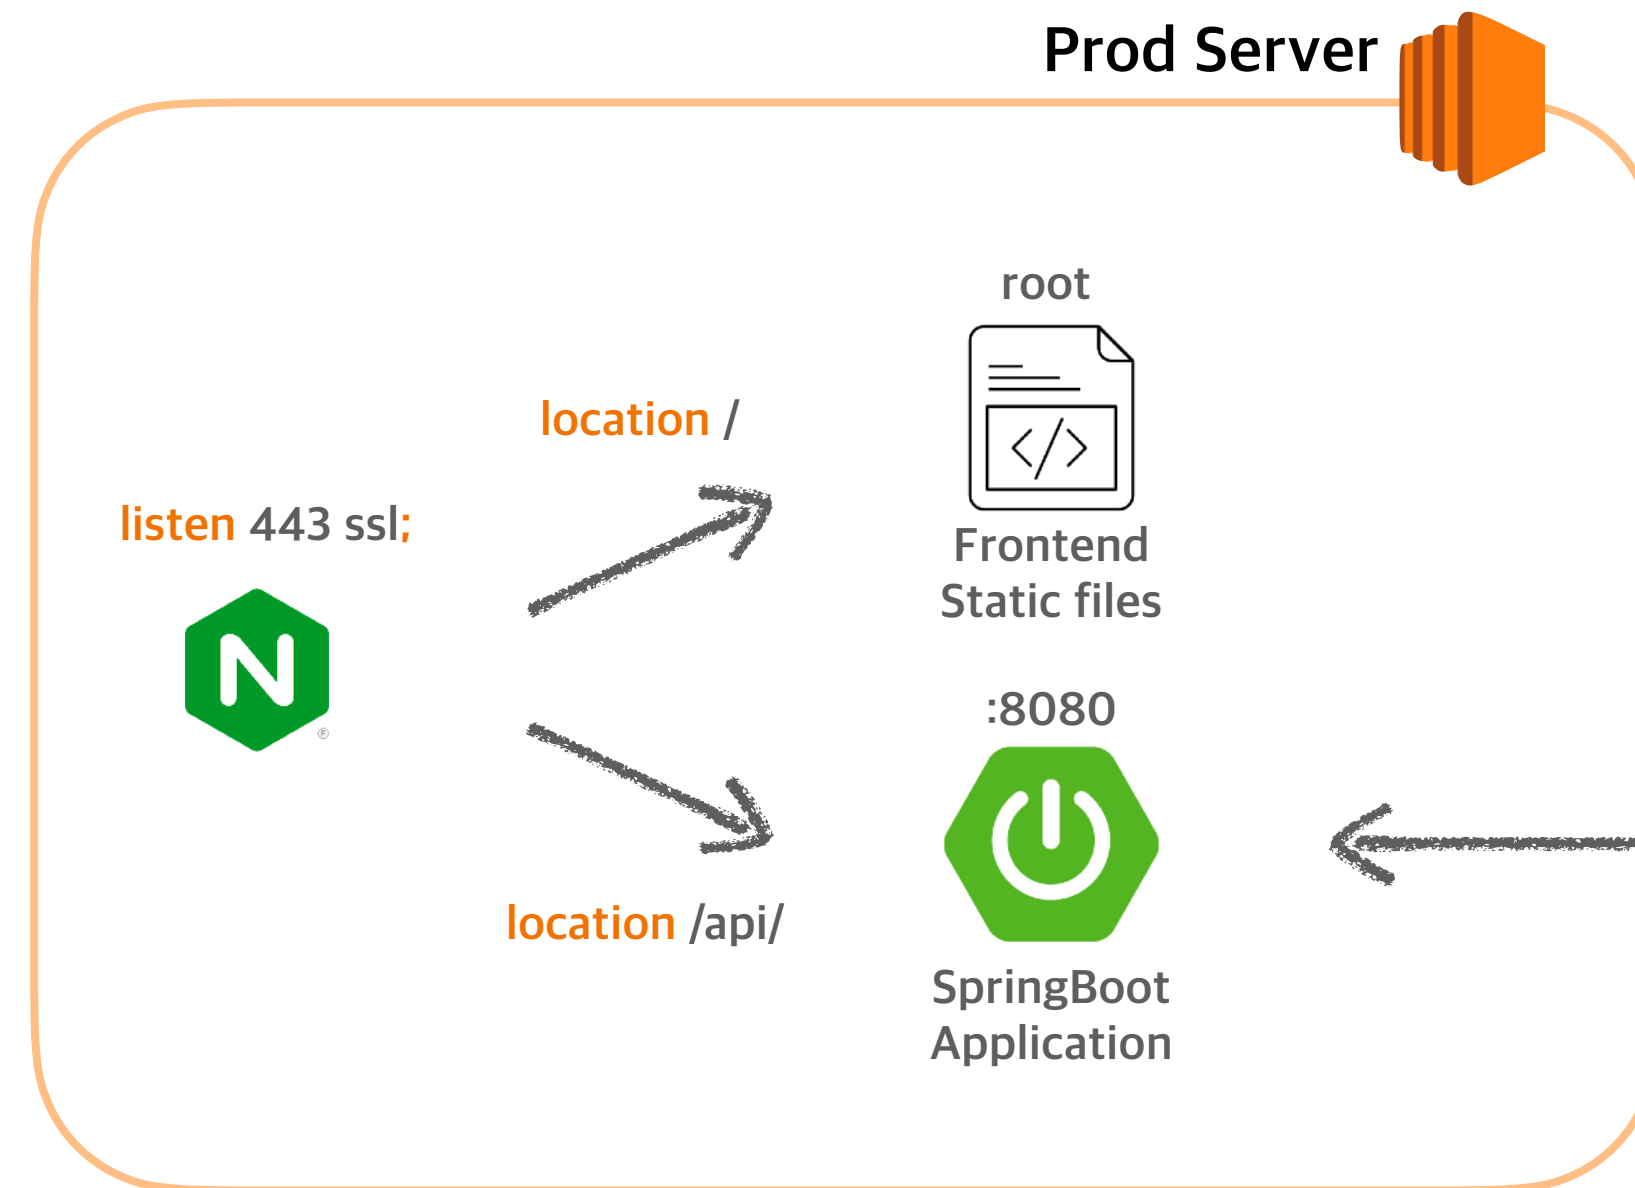 Prod Server
root
</>
location /
listen 443 ssl;
Frontend
Static files
N
®
:8080
location /api/
SpringBoot
Application